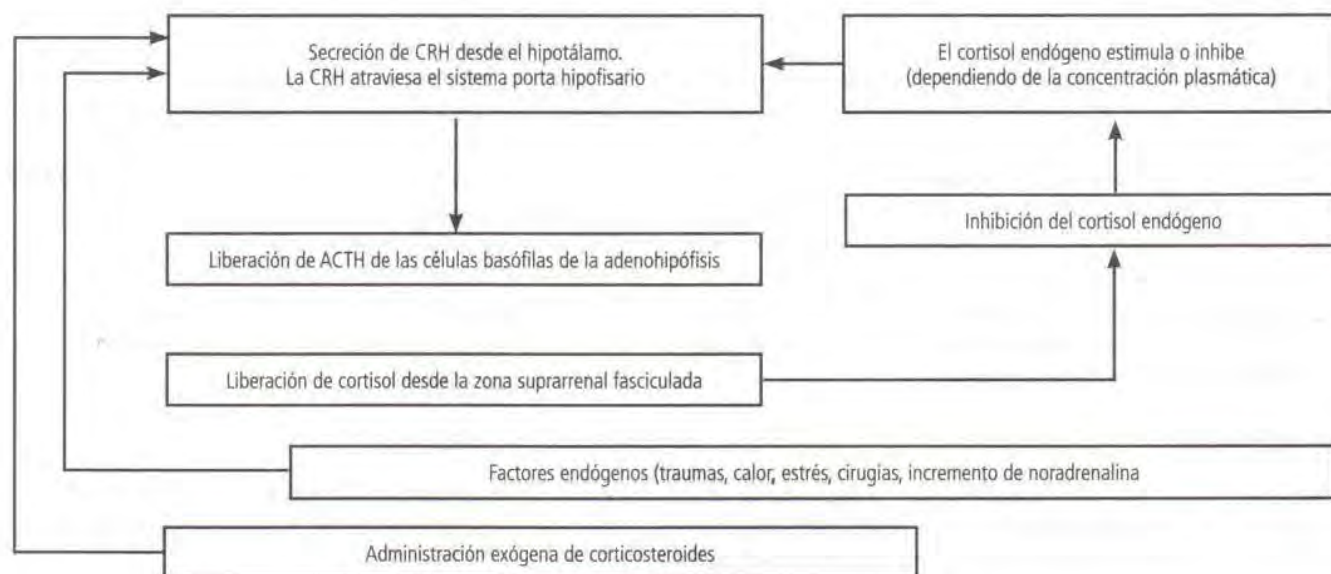 Secreción de CRH desde el hipotálamo.
La CRH atraviesa el sistema porta hipofisario
El cortisol endógeno estimula o inhibe
(dependiendo de la concentración plasmática)
Inhibición del cortisol endógeno
Liberación de ACTH de las células basófilas de la adenohipófisis
Liberación de cortisol desde la zona suprarrenal fasciculada
Factores endógenos (traumas, calor, estrés, cirugías, incremento de noradrenalina
Administración exógena de corticosteroides